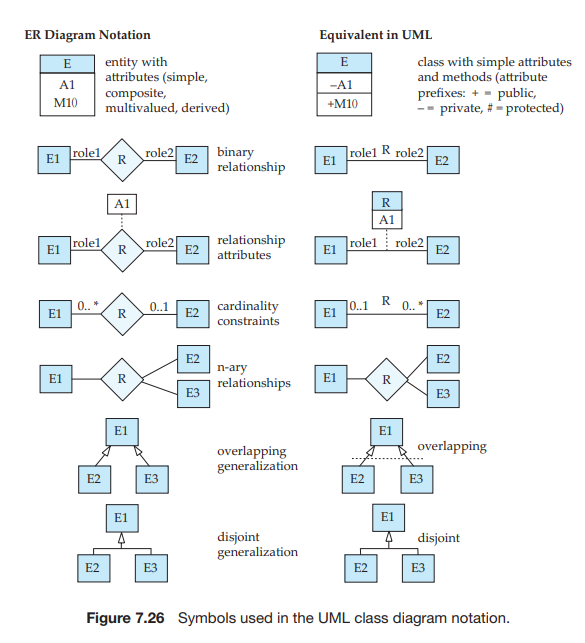 ER Diagram Notation
Equivalent in UML
E
A1
M1()
entity with
attributes (simple,
composite,
multivalued, derived)
E
–A1
+M1()
class with simple attributes
and methods (attribute
prefixes: + = public,
– = private, # = protected)
E1 role1 R role2 E2
binary
relationship
E1 role1 R role2 E2
A1
E1 role1 R role2 E2
relationship
attributes
R
A1
E1 role1 role2 E2
E1 0.. * R 0..1 E2
cardinality
constraints
E1 0..1 R 0.. * E2
E2
E1 R
E3
n-ary
relationships
E2
E1 R
E3
E1
E2 E3
overlapping
generalization
E1
overlapping
E2 E3
E1
E2 E3
disjoint
generalization
E1
disjoint
E2 E3
Figure 7.26 Symbols used in the UML class diagram notation.